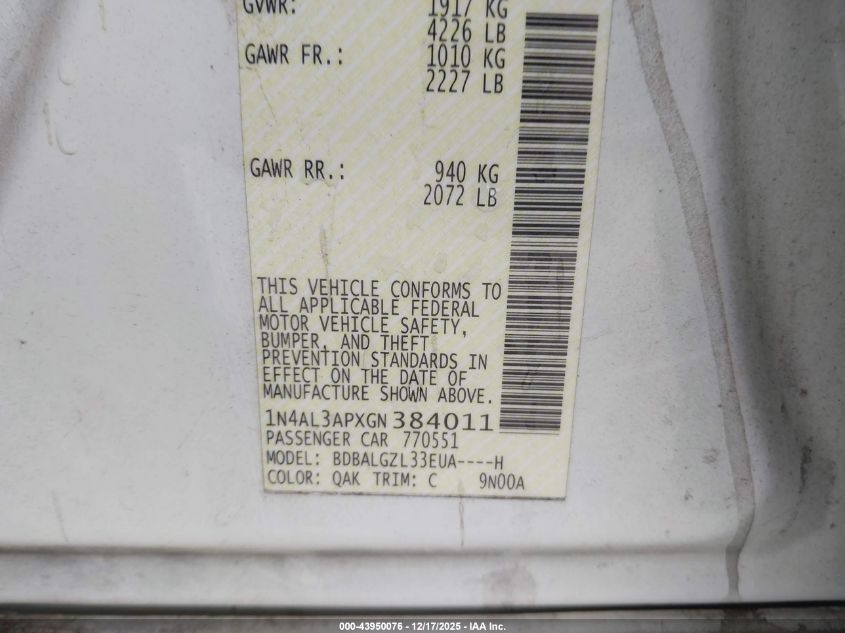 GVWR: 1917 KG
4226 LB
GAWR FR.: 1010 KG
2227 LB
GAWR RR.: 940 KG
2072 LB
THIS VEHICLE CONFORMS TO
ALL APPLICABLE FEDERAL
MOTOR VEHICLE SAFETY,
BUMPER, AND THEFT
PREVENTION STANDARDS IN
EFFECT ON THE DATE OF
MANUFACTURE SHOWN ABOVE.
1N4AL3APXGN384011
PASSENGER CAR 770551
MODEL: BDBALGZL33EUA----H
COLOR: QAK TRIM: C 9N00A
000-43950076 - 12/17/2025 - IAA Inc.